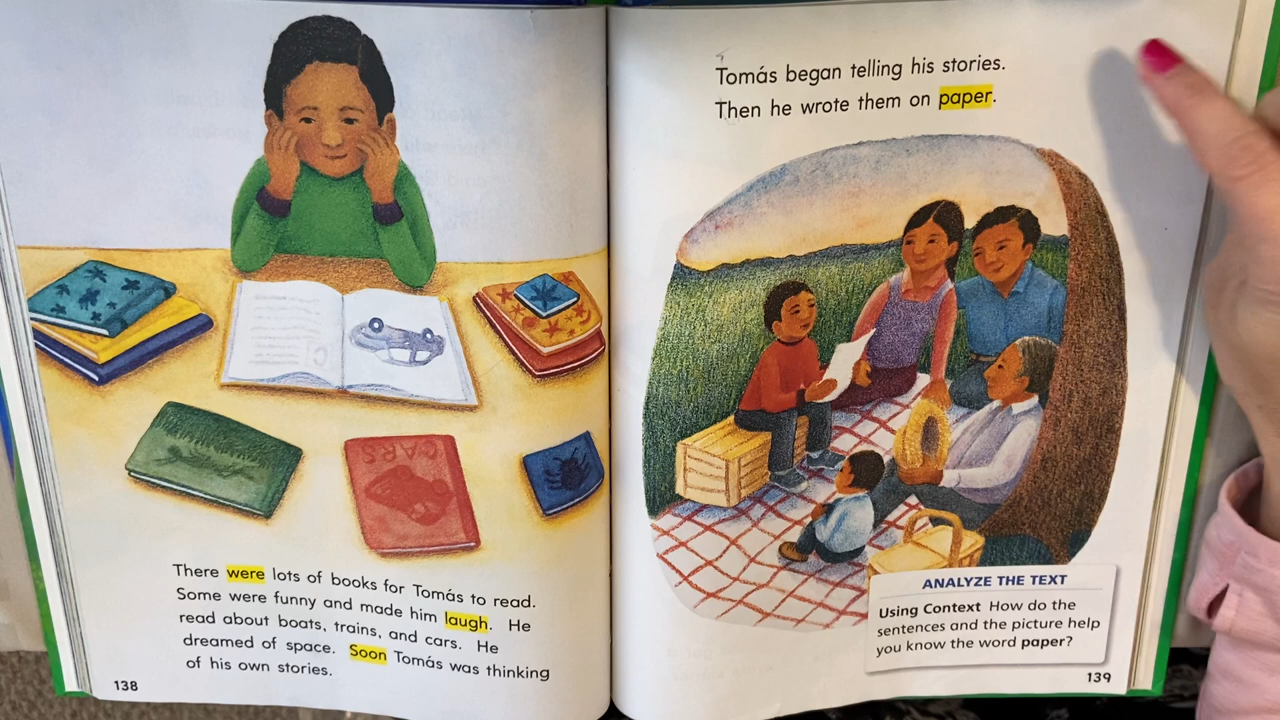 There were lots of books for Tomás to read.
Some were funny and made him laugh. He
read about boats, trains, and cars. He
dreamed of space. Soon Tomás was thinking
of his own stories.
138
CARS
Tomás began telling his stories.
Then he wrote them on paper.
ANALYZE THE TEXT
Using Context How do the
sentences and the picture help
you know the word paper?
139